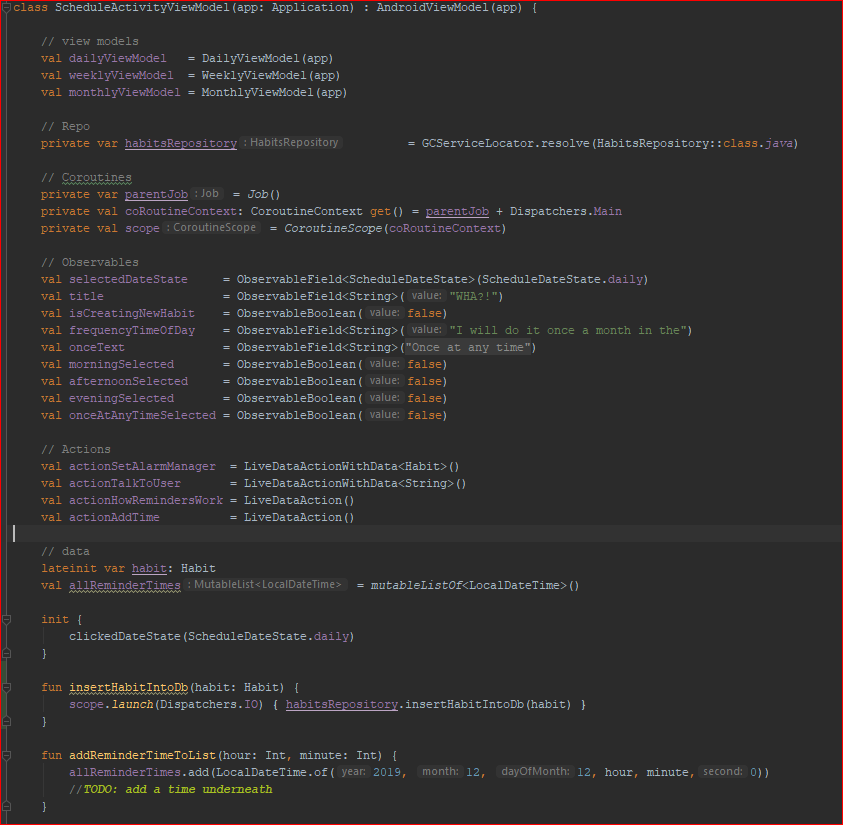 class ScheduleActivityViewModel(app: Application) : AndroidViewModel(app) {
// view models
val dailyViewModel = DailyViewModel(app)
val weeklyViewModel = WeeklyViewModel(app)
val monthlyViewModel = MonthlyViewModel(app)
// Repo
private var habitsRepository : HabitsRepository = GCServiceLocator.resolve(HabitsRepository::class.java)
// Coroutines
private var parentJob : Job = Job()
private val coRoutineContext: CoroutineContext get() = parentJob + Dispatchers.Main
private val scope : CoroutineScope = CoroutineScope(coRoutineContext)
// Observables
val selectedDateState = ObservableField<ScheduleDateState>(ScheduleDateState.daily)
val title = ObservableField<String>( value: "WHA?!")
val isCreatingNewHabit = ObservableBoolean( value: false)
val frequencyTimeOfDay = ObservableField<String>( value: "I will do it once a month in the")
val onceText = ObservableField<String>("Once at any time")
val morningSelected = ObservableBoolean( value: false)
val afternoonSelected = ObservableBoolean( value: false)
val eveningSelected = ObservableBoolean( value: false)
val onceAtAnyTimeSelected = ObservableBoolean( value: false)
// Actions
val actionSetAlarmManager = LiveDataActionWithData<Habit>()
val actionTalkToUser = LiveDataActionWithData<String>()
val actionHowRemindersWork = LiveDataAction()
val actionAddTime = LiveDataAction()
// data
lateinit var habit: Habit
val allReminderTimes : MutableList<LocalDateTime> = mutableListOf<LocalDateTime>()
init {
clickedDateState(ScheduleDateState.daily)
}
fun insertHabitIntoDb(habit: Habit) {
scope.launch(Dispatchers.IO) { habitsRepository.insertHabitIntoDb(habit) }
}
fun addReminderTimeToList(hour: Int, minute: Int) {
allReminderTimes.add(LocalDateTime.of( year: 2019, month: 12, dayOfMonth: 12, hour, minute, second: 0))
//TODO: add a time underneath
}